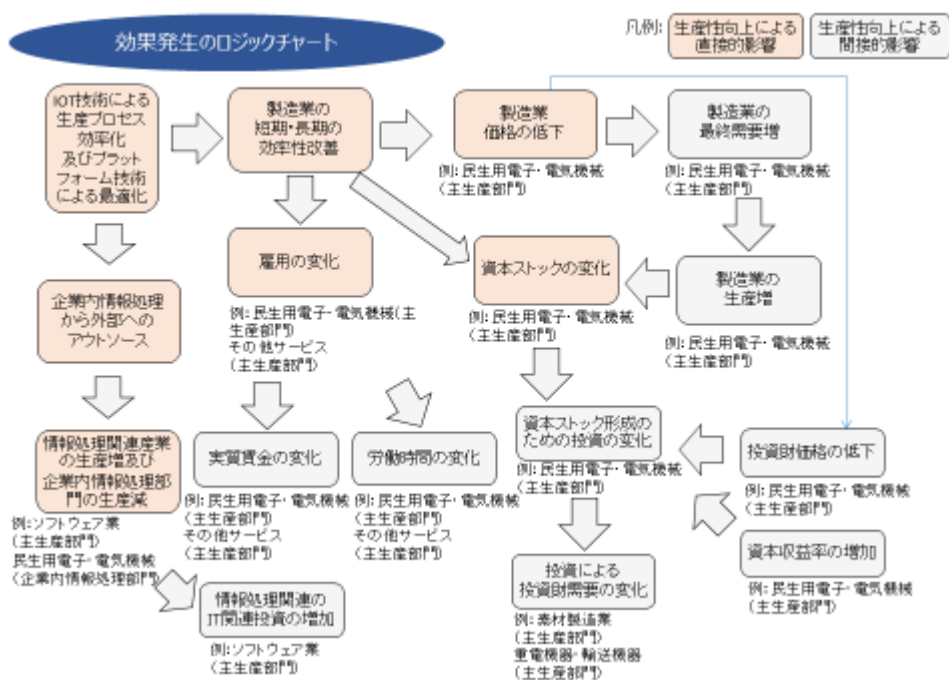 効果発生のロジックチャート
凡例:
生産性向上による
直接的影響
生産性向上による
間接的影響
IOT技術による
生産プロセス
効率化
及びプラット
フォーム技術
による最適化
製造業の
短期・長期の
効率性改善
製造業
価格の低下
例: 民生用電子・電気機械
(主生産部門)
製造業の
最終需要増
例: 民生用電子・電気機械
(主生産部門)
雇用の変化
例: 民生用電子・電気機械(主
生産部門)
その他サービス
(主生産部門)
資本ストックの変化
例: 民生用電子・電気機械
(主生産部門)
製造業の
生産増
例: 民生用電子・電気機械
(主生産部門)
企業内情報処理
から外部への
アウトソース
情報処理関連産業
の生産増及び
企業内情報処理部
門の生産減
例:ソフトウェア業
(主生産部門)
民生用電子・電気機械
(企業内情報処理部門)
実質賃金の変化
例: 民生用電子・電気機械
(主生産部門)
その他サービス
(主生産部門)
労働時間の変化
例: 民生用電子・電気機械
(主生産部門)
その他サービス
(主生産部門)
資本ストック形成の
ための投資の変化
例: 民生用電子・電気機械
(主生産部門)
投資財価格の低下
例: 民生用電子・電気機械
(主生産部門)
資本収益率の増加
例: 民生用電子・電気機械
(主生産部門)
情報処理関連の
IT関連投資の増加
例:ソフトウェア業
(主生産部門)
投資による
投資財需要の変化
例: 素材製造業
(主生産部門)
重電機器・輸送機器
(主生産部門)